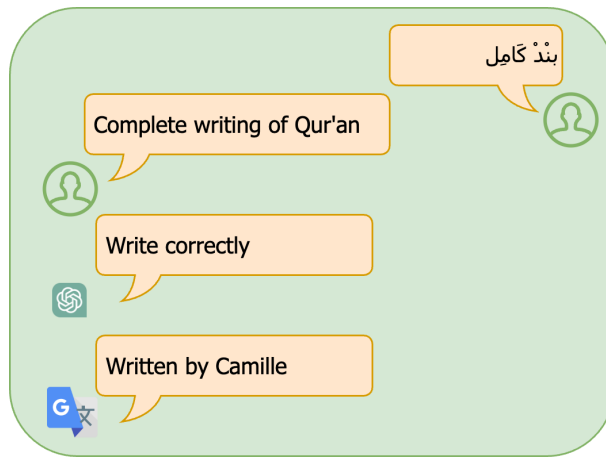 بنْدْ كَامِل
Complete writing of Qur'an
Write correctly
Written by Camille